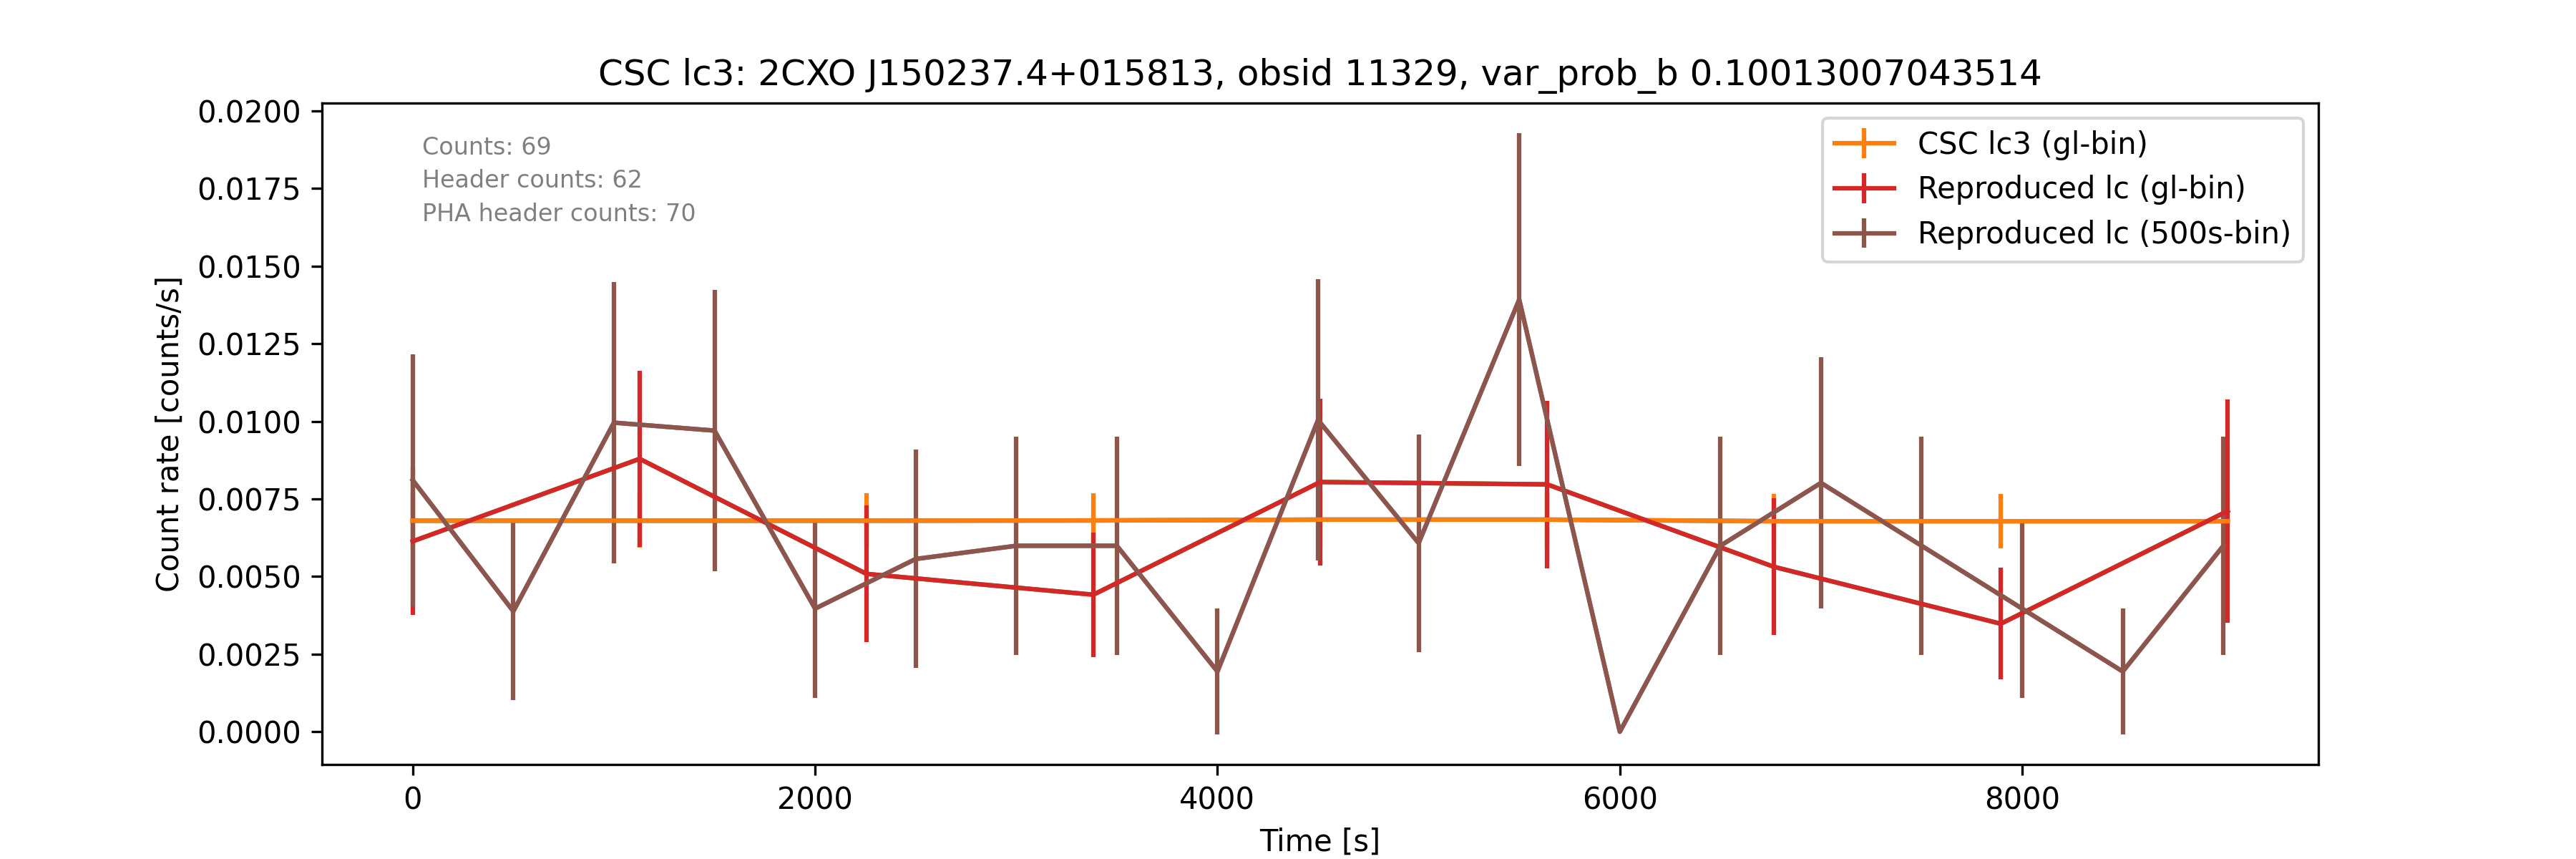 CSC lc3: 2CXO J150237.4+015813, obsid 11329, var_prob_b 0.10013007043514
Counts: 69
Header counts: 62
PHA header counts: 70
CSC lc3 (gl-bin)
Reproduced lc (gl-bin)
Reproduced lc (500s-bin)
Count rate [counts/s]
0.0200
0.0175
0.0150
0.0125
0.0100
0.0075
0.0050
0.0025
0.0000
0 2000 4000 6000 8000
Time [s]